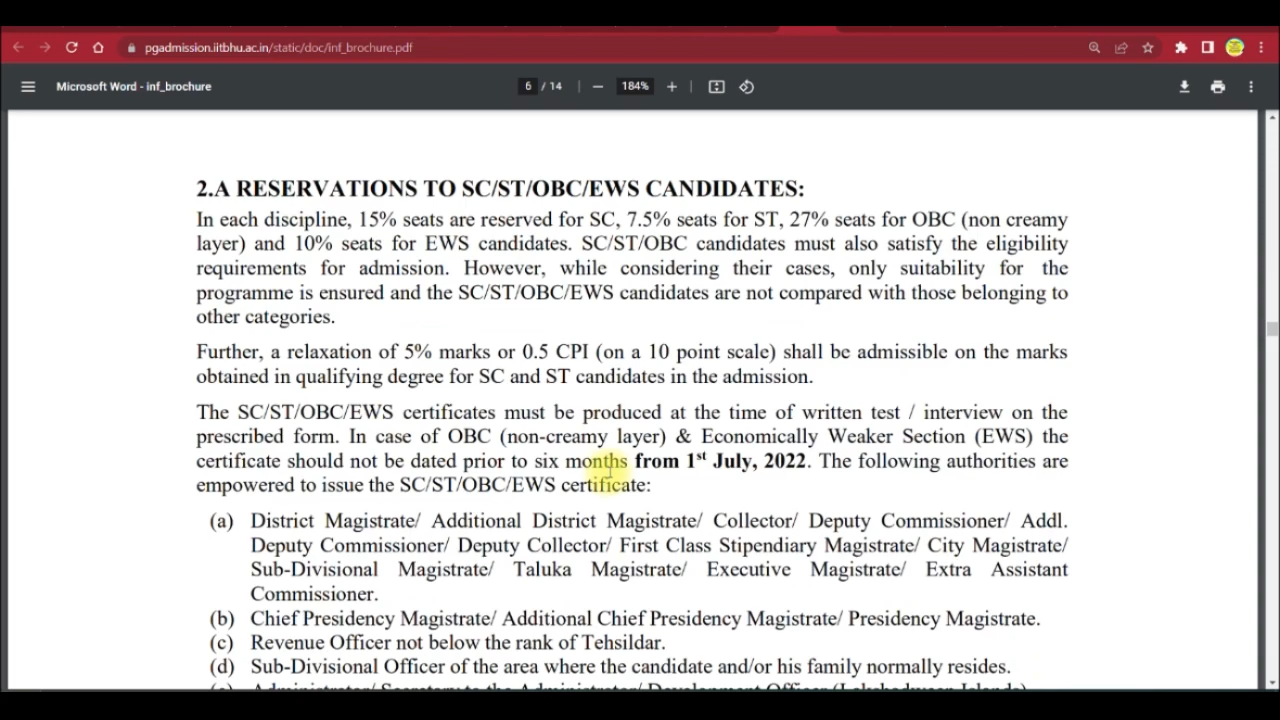 pgadmission.iitbhu.ac.in/static/doc/inf_brochure.pdf
Microsoft Word - inf_brochure
6 / 14
184%
2.A RESERVATIONS TO SC/ST/OBC/EWS CANDIDATES:
In each discipline, 15% seats are reserved for SC, 7.5% seats for ST, 27% seats for OBC (non creamy
layer) and 10% seats for EWS candidates. SC/ST/OBC candidates must also satisfy the eligibility
requirements for admission. However, while considering their cases, only suitability for the
programme is ensured and the SC/ST/OBC/EWS candidates are not compared with those belonging to
other categories.
Further, a relaxation of 5% marks or 0.5 CPI (on a 10 point scale) shall be admissible on the marks
obtained in qualifying degree for SC and ST candidates in the admission.
The SC/ST/OBC/EWS certificates must be produced at the time of written test / interview on the
prescribed form. In case of OBC (non-creamy layer) & Economically Weaker Section (EWS) the
certificate should not be dated prior to six months from 1st July, 2022. The following authorities are
empowered to issue the SC/ST/OBC/EWS certificate:
(a) District Magistrate/ Additional District Magistrate/ Collector/ Deputy Commissioner/ Addl.
Deputy Commissioner/ Deputy Collector/ First Class Stipendiary Magistrate/ City Magistrate/
Sub-Divisional Magistrate/ Taluka Magistrate/ Executive Magistrate/ Extra Assistant
Commissioner.
(b) Chief Presidency Magistrate/ Additional Chief Presidency Magistrate/ Presidency Magistrate.
(c) Revenue Officer not below the rank of Tehsildar.
(d) Sub-Divisional Officer of the area where the candidate and/or his family normally resides.
(e) Administrator/ Secretary to the Administrator/ Development Officer (Lakshadweep Islands)